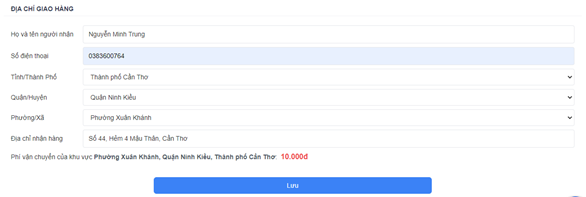 ĐỊA CHỈ GIAO HÀNG
Họ và tên người nhận Nguyễn Minh Trung
Số điện thoại 0383600764
Tỉnh/Thành Phố Thành phố Cần Thơ
Quận/Huyện Quận Ninh Kiều
Phường/Xã Phường Xuân Khánh
Địa chỉ nhận hàng Số 44, Hẻm 4 Mậu Thân, Cần Thơ
Phí vận chuyển của khu vực Phường Xuân Khánh, Quận Ninh Kiều, Thành phố Cần Thơ: 10.000đ
Lưu